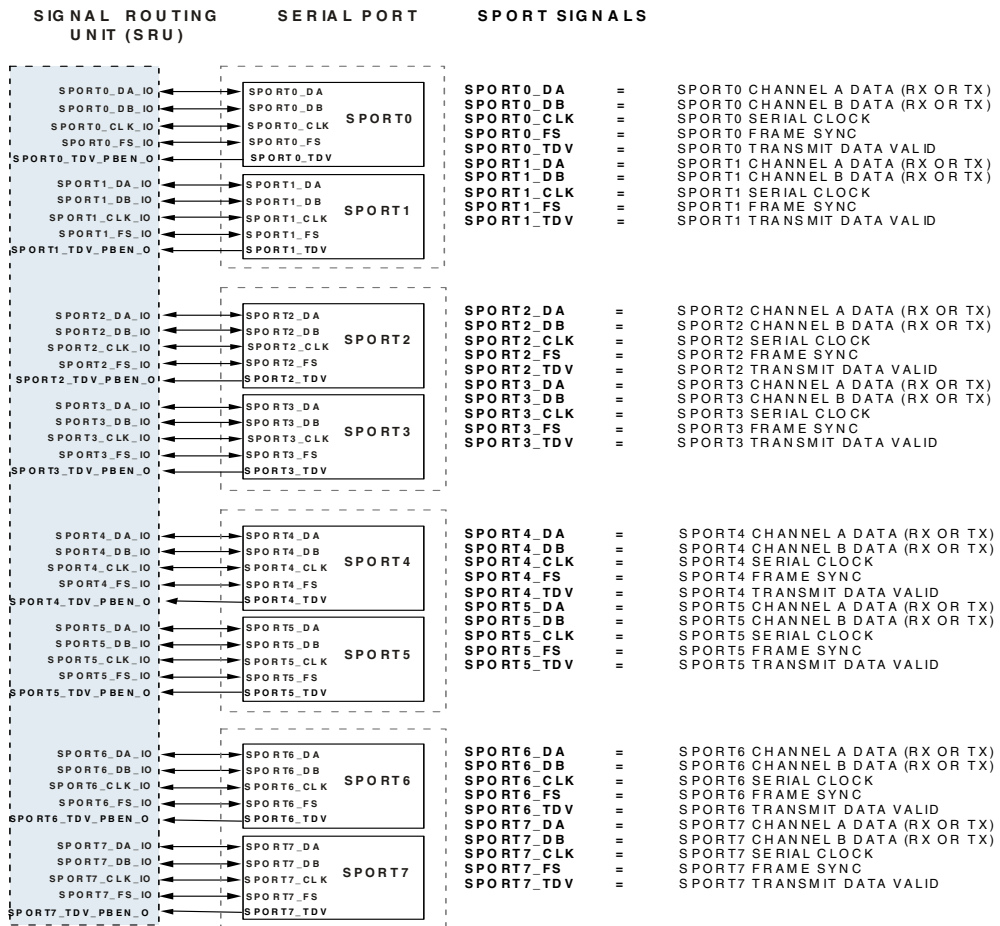 SIGNAL ROUTING UNIT (SRU)
SERIAL PORT
SPORT SIGNALS
SPORT0_DA_IO
SPORT0_DB_IO
SPORT0_CLK_IO
SPORT0_FS_IO
SPORT0_TDV_PBEN_O
SPORT0_DA
SPORT0_DB
SPORT0_CLK
SPORT0_FS
SPORT0_TDV
SPORT0
SPORT1_DA_IO
SPORT1_DB_IO
SPORT1_CLK_IO
SPORT1_FS_IO
SPORT1_TDV_PBEN_O
SPORT1_DA
SPORT1_DB
SPORT1_CLK
SPORT1_FS
SPORT1_TDV
SPORT1
SPORT0_DA = SPORT0 CHANNEL A DATA (RX OR TX)
SPORT0_DB = SPORT0 CHANNEL B DATA (RX OR TX)
SPORT0_CLK = SPORT0 SERIAL CLOCK
SPORT0_FS = SPORT0 FRAME SYNC
SPORT0_TDV = SPORT0 TRANSMIT DATA VALID
SPORT1_DA = SPORT1 CHANNEL A DATA (RX OR TX)
SPORT1_DB = SPORT1 CHANNEL B DATA (RX OR TX)
SPORT1_CLK = SPORT1 SERIAL CLOCK
SPORT1_FS = SPORT1 FRAME SYNC
SPORT1_TDV = SPORT1 TRANSMIT DATA VALID
SPORT2_DA_IO
SPORT2_DB_IO
SPORT2_CLK_IO
SPORT2_FS_IO
SPORT2_TDV_PBEN_O
SPORT2_DA
SPORT2_DB
SPORT2_CLK
SPORT2_FS
SPORT2_TDV
SPORT2
SPORT3_DA_IO
SPORT3_DB_IO
SPORT3_CLK_IO
SPORT3_FS_IO
SPORT3_TDV_PBEN_O
SPORT3_DA
SPORT3_DB
SPORT3_CLK
SPORT3_FS
SPORT3_TDV
SPORT3
SPORT2_DA = SPORT2 CHANNEL A DATA (RX OR TX)
SPORT2_DB = SPORT2 CHANNEL B DATA (RX OR TX)
SPORT2_CLK = SPORT2 SERIAL CLOCK
SPORT2_FS = SPORT2 FRAME SYNC
SPORT2_TDV = SPORT2 TRANSMIT DATA VALID
SPORT3_DA = SPORT3 CHANNEL A DATA (RX OR TX)
SPORT3_DB = SPORT3 CHANNEL B DATA (RX OR TX)
SPORT3_CLK = SPORT3 SERIAL CLOCK
SPORT3_FS = SPORT3 FRAME SYNC
SPORT3_TDV = SPORT3 TRANSMIT DATA VALID
SPORT4_DA_IO
SPORT4_DB_IO
SPORT4_CLK_IO
SPORT4_FS_IO
SPORT4_TDV_PBEN_O
SPORT4_DA
SPORT4_DB
SPORT4_CLK
SPORT4_FS
SPORT4_TDV
SPORT4
SPORT5_DA_IO
SPORT5_DB_IO
SPORT5_CLK_IO
SPORT5_FS_IO
SPORT5_TDV_PBEN_O
SPORT5_DA
SPORT5_DB
SPORT5_CLK
SPORT5_FS
SPORT5_TDV
SPORT5
SPORT4_DA = SPORT4 CHANNEL A DATA (RX OR TX)
SPORT4_DB = SPORT4 CHANNEL B DATA (RX OR TX)
SPORT4_CLK = SPORT4 SERIAL CLOCK
SPORT4_FS = SPORT4 FRAME SYNC
SPORT4_TDV = SPORT4 TRANSMIT DATA VALID
SPORT5_DA = SPORT5 CHANNEL A DATA (RX OR TX)
SPORT5_DB = SPORT5 CHANNEL B DATA (RX OR TX)
SPORT5_CLK = SPORT5 SERIAL CLOCK
SPORT5_FS = SPORT5 FRAME SYNC
SPORT5_TDV = SPORT5 TRANSMIT DATA VALID
SPORT6_DA_IO
SPORT6_DB_IO
SPORT6_CLK_IO
SPORT6_FS_IO
SPORT6_TDV_PBEN_O
SPORT6_DA
SPORT6_DB
SPORT6_CLK
SPORT6_FS
SPORT6_TDV
SPORT6
SPORT7_DA_IO
SPORT7_DB_IO
SPORT7_CLK_IO
SPORT7_FS_IO
SPORT7_TDV_PBEN_O
SPORT7_DA
SPORT7_DB
SPORT7_CLK
SPORT7_FS
SPORT7_TDV
SPORT7
SPORT6_DA = SPORT6 CHANNEL A DATA (RX OR TX)
SPORT6_DB = SPORT6 CHANNEL B DATA (RX OR TX)
SPORT6_CLK = SPORT6 SERIAL CLOCK
SPORT6_FS = SPORT6 FRAME SYNC
SPORT6_TDV = SPORT6 TRANSMIT DATA VALID
SPORT7_DA = SPORT7 CHANNEL A DATA (RX OR TX)
SPORT7_DB = SPORT7 CHANNEL B DATA (RX OR TX)
SPORT7_CLK = SPORT7 SERIAL CLOCK
SPORT7_FS = SPORT7 FRAME SYNC
SPORT7_TDV = SPORT7 TRANSMIT DATA VALID